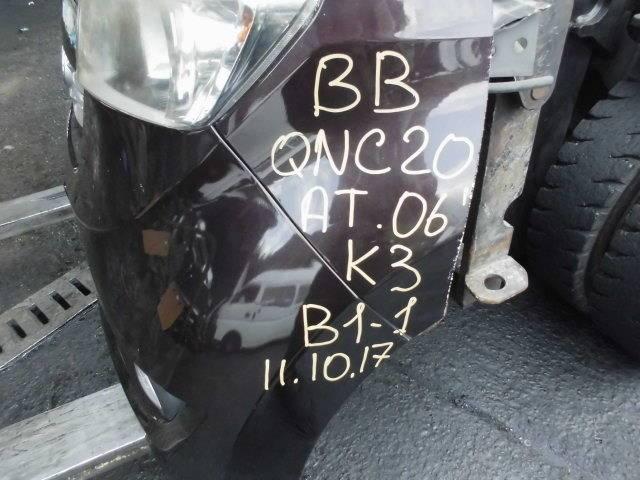 BB
QNC20
AT.06"
K3
B1-1
11.10.17